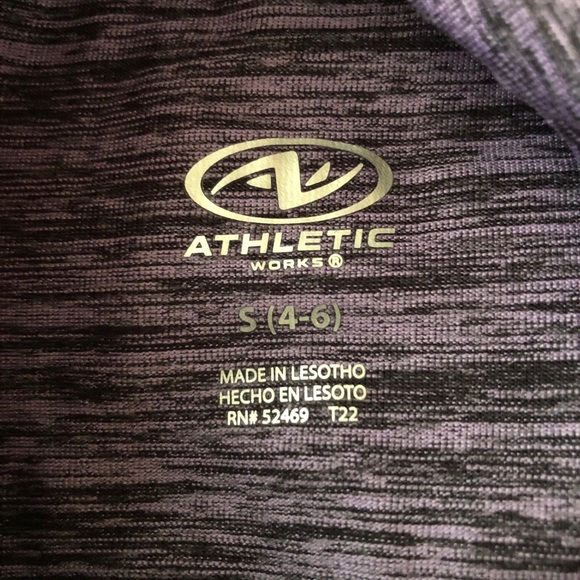 ATHLETIC
WORKS®
S (4-6)
MADE IN LESOTHO
HECHO EN LESOTO
RN# 52469 T22